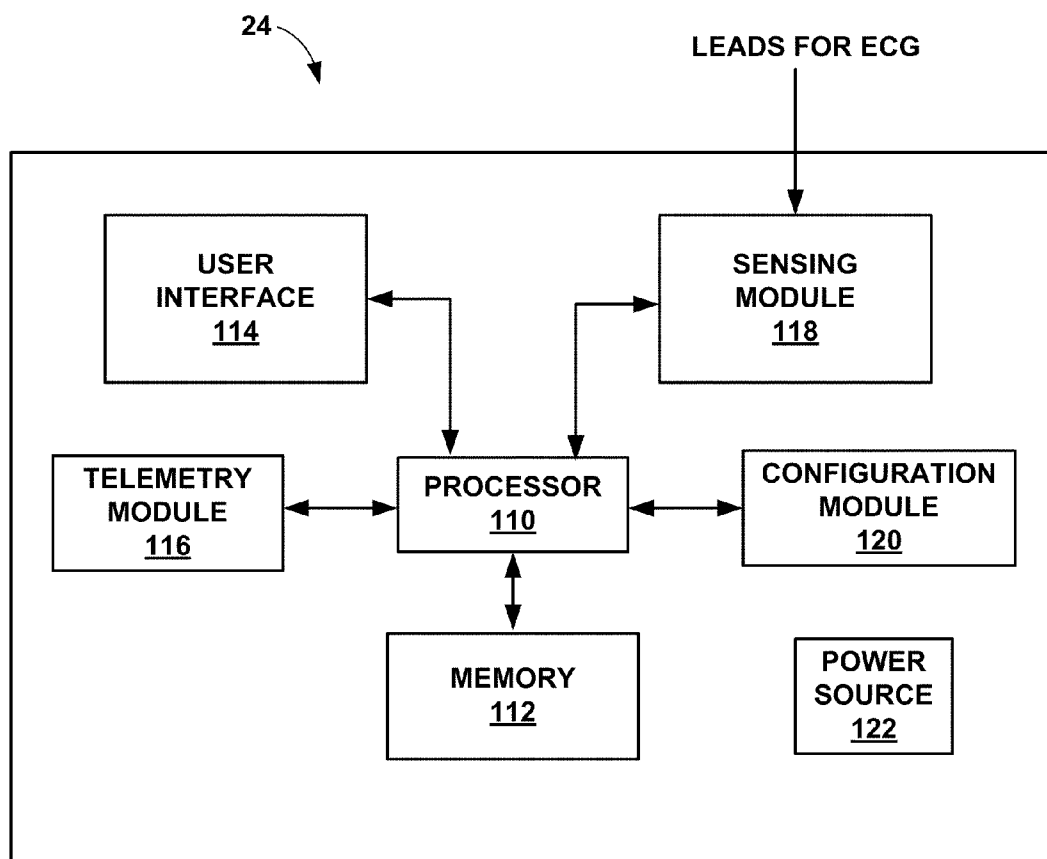 24
LEADS FOR ECG
USER
INTERFACE
114
SENSING
MODULE
118
TELEMETRY
MODULE
116
PROCESSOR
110
CONFIGURATION
MODULE
120
MEMORY
112
POWER
SOURCE
122